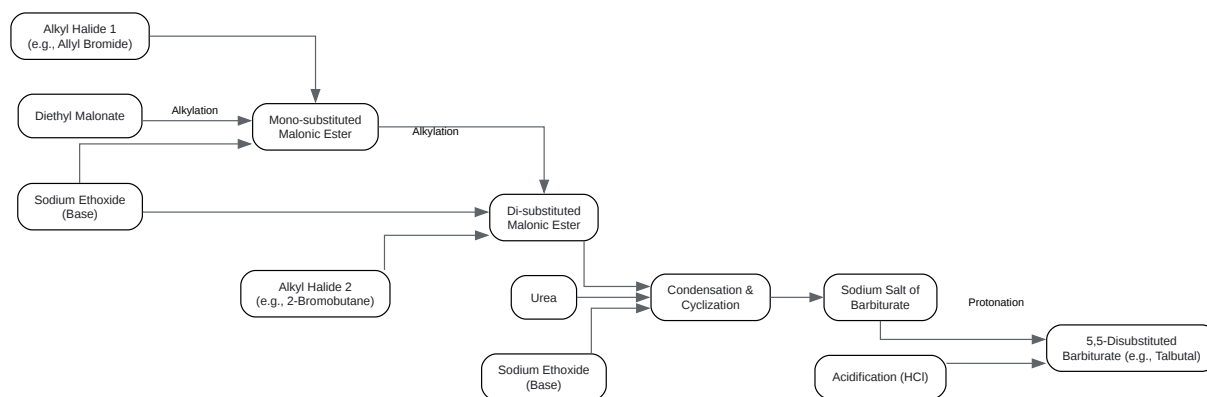 Alkyl Halide 1
(e.g., Allyl Bromide)
Diethyl Malonate
Alkylation
Mono-substituted
Malonic Ester
Alkylation
Sodium Ethoxide
(Base)
Di-substituted
Malonic Ester
Alkyl Halide 2
(e.g., 2-Bromobutane)
Urea
Condensation &
Cyclization
Sodium Salt of
Barbiturate
Protonation
Sodium Ethoxide
(Base)
Acidification (HCl)
5,5-Disubstituted
Barbiturate (e.g., Talbutal)